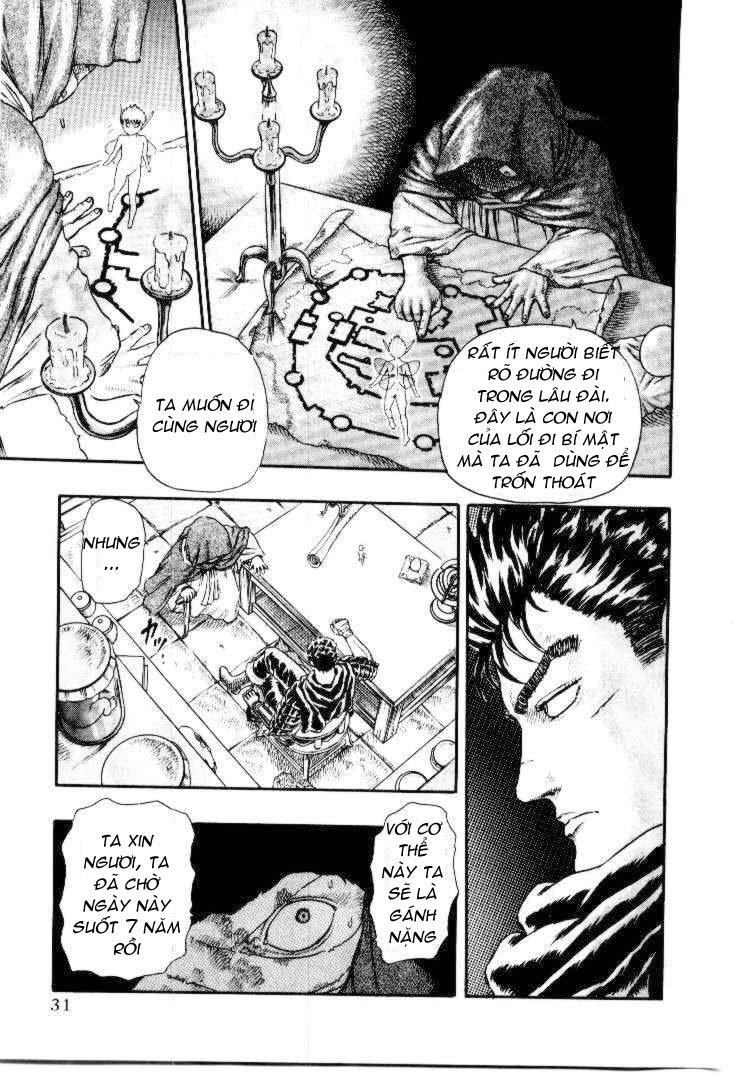 RẤT ÍT NGƯỜI BIẾT
RÕ ĐƯỜNG ĐI
TRONG LÂU ĐÀI.
ĐÂY LÀ CON NƠI
CỦA LỐI ĐI BÍ MẬT
MÀ TA ĐÃ DÙNG ĐỂ
TRỐN THOÁT
TA MUỐN ĐI
CÙNG NGƯƠI
NHƯNG
...
VỚI CƠ
THỂ
NÀY TA
SẼ LÀ
GÁNH
NẶNG
TA XIN
NGƯƠI, TA
ĐÃ CHỜ
NGÀY NÀY
SUỐT 7 NĂM
RỒI
31